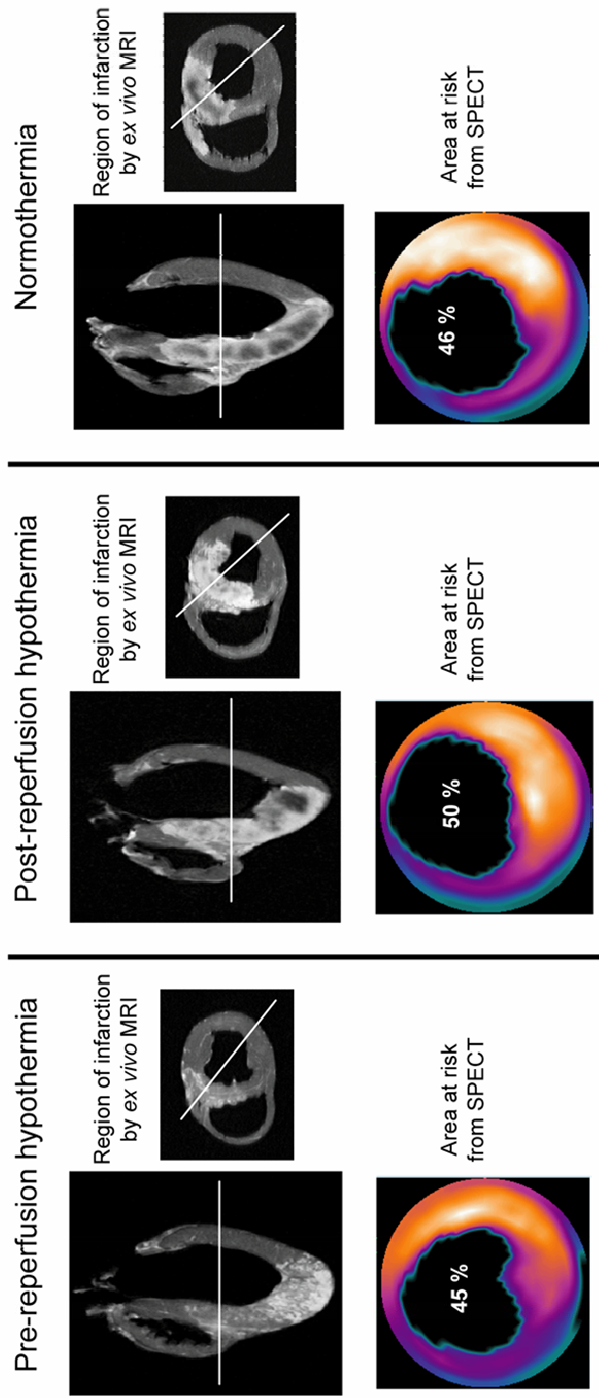 Pre-reperfusion hypothermia
Region of infarction
by ex vivo MRI
45 %
Area at risk
from SPECT
Post-reperfusion hypothermia
Region of infarction
by ex vivo MRI
50 %
Area at risk
from SPECT
Normothermia
Region of infarction
by ex vivo MRI
46 %
Area at risk
from SPECT